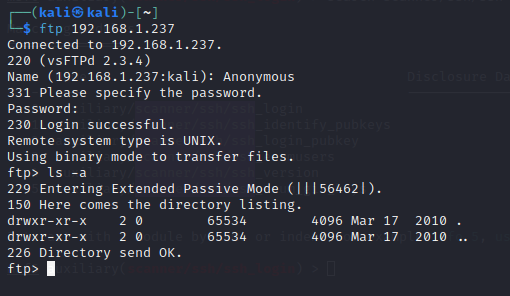 ┌──(kali㉿kali)-[~]
└─$ ftp 192.168.1.237
Connected to 192.168.1.237.
220 (vsFTPd 2.3.4)
Name (192.168.1.237:kali): Anonymous
Disclosure Da
331 Please specify the password.
Password:
230 Login successful.
Remote system type is UNIX.
Using binary mode to transfer files.
ftp> ls -a
229 Entering Extended Passive Mode (|||56462|).
150 Here comes the directory listing.
drwxr-xr-x    2 0        65534        4096 Mar 17  2010 .
drwxr-xr-x    2 0        65534        4096 Mar 17  2010 ..
226 Directory send OK.
ftp>